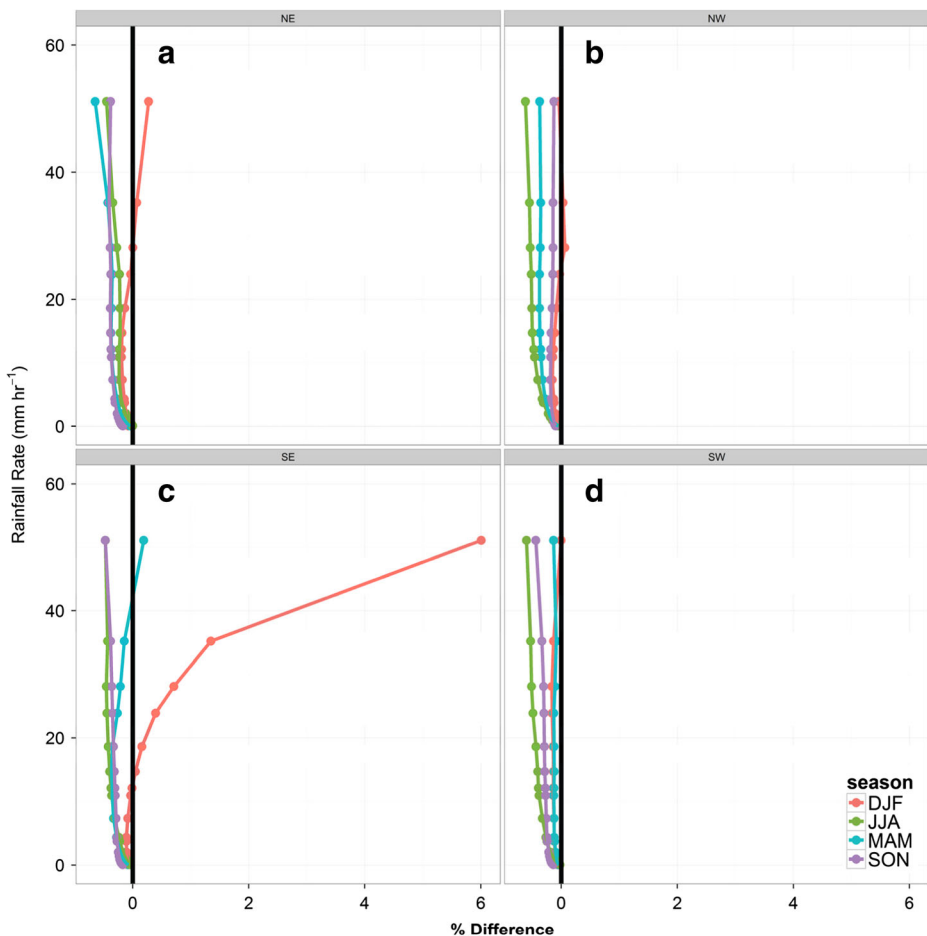 NE
NW
a
b
60
40
20
0
SE
SW
c
d
60
40
20
0
Rainfall Rate (mm hr⁻¹)
season
DJF
JJA
MAM
SON
0
2
4
6
0
2
4
6
% Difference